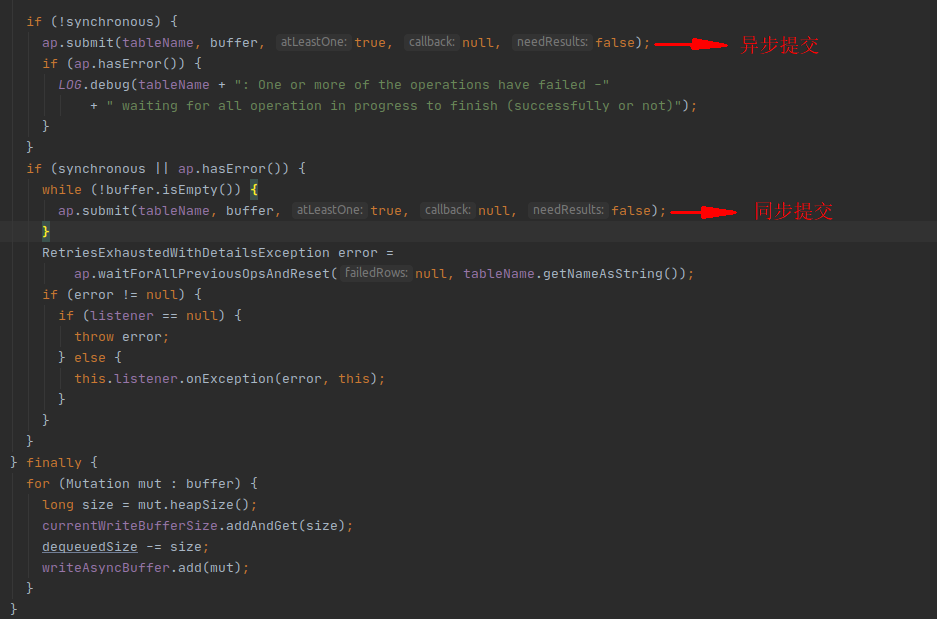 if (!synchronous) {
ap.submit(tableName, buffer, atLeastOne: true, callback: null, needResults: false); 异步提交
if (ap.hasError()) {
LOG.debug(tableName + ": One or more of the operations have failed -"
+ " waiting for all operation in progress to finish (successfully or not)");
}
}
if (synchronous || ap.hasError()) {
while (!buffer.isEmpty()) {
ap.submit(tableName, buffer, atLeastOne: true, callback: null, needResults: false); 同步提交
}
RetriesExhaustedWithDetailsException error =
ap.waitForAllPreviousOpsAndReset( failedRows: null, tableName.getNameAsString());
if (error != null) {
if (listener == null) {
throw error;
} else {
this.listener.onException(error, this);
}
}
}
} finally {
for (Mutation mut : buffer) {
long size = mut.heapSize();
currentWriteBufferSize.addAndGet(size);
dequeuedSize -= size;
writeAsyncBuffer.add(mut);
}
}